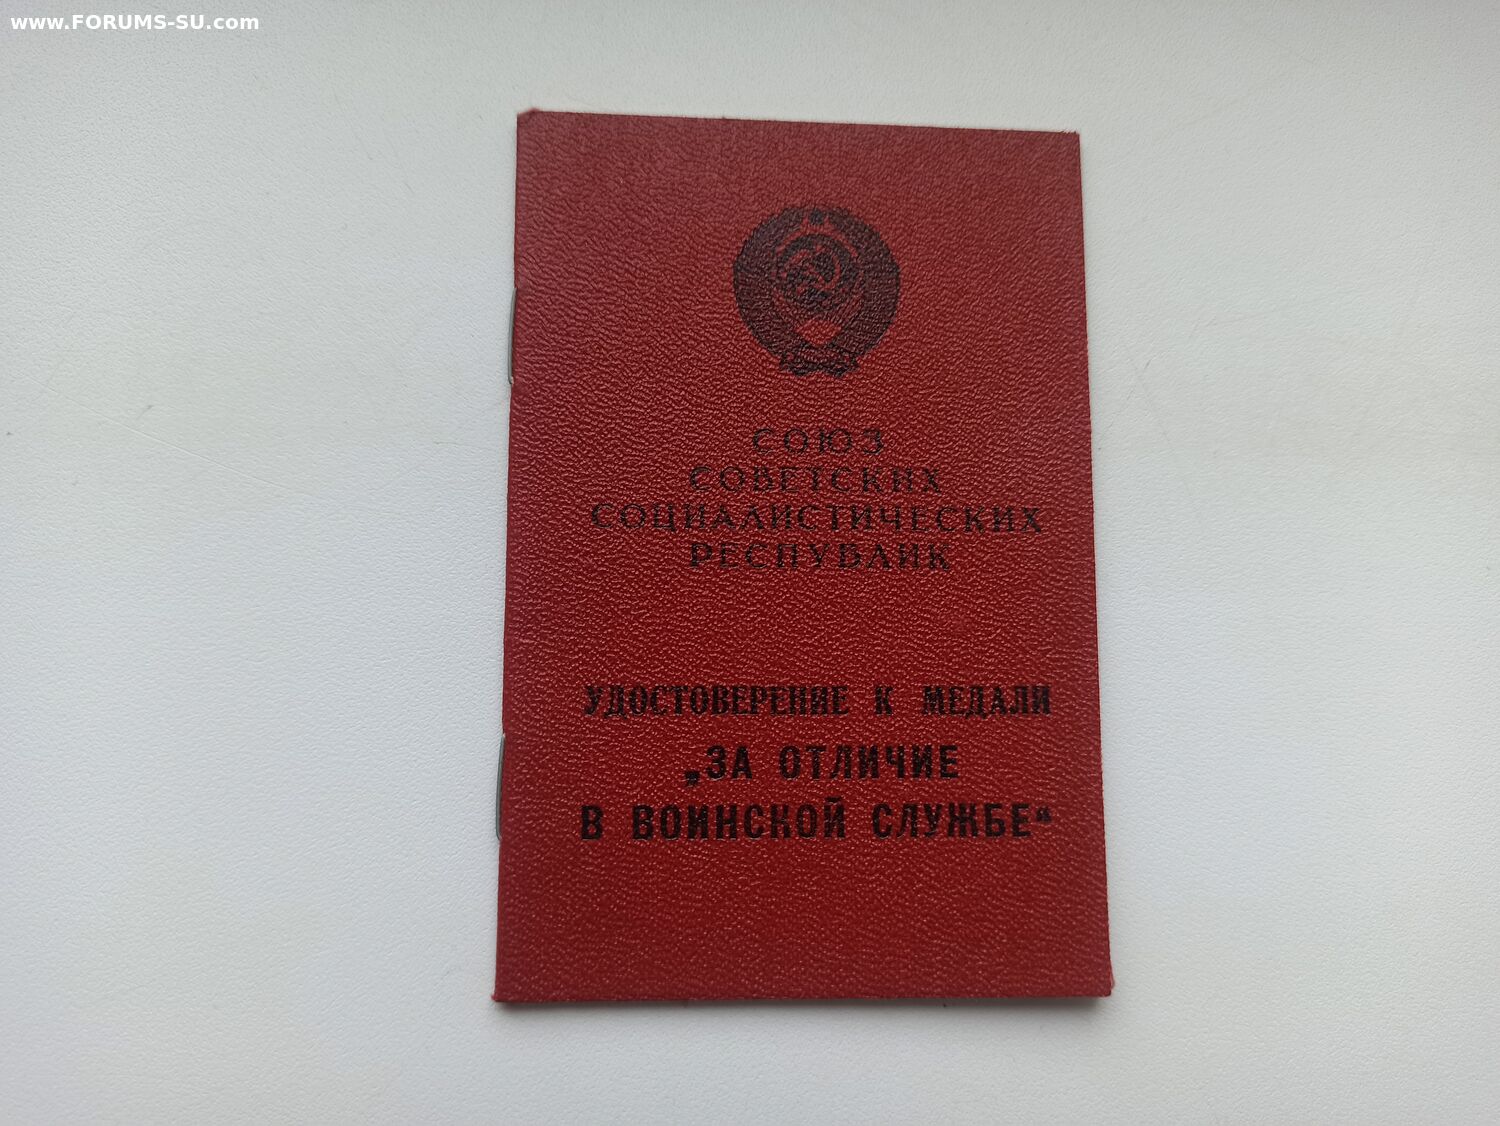 www.FORUMS-SU.com
СОЮЗ
СОВЕТСКИХ
СОЦИАЛИСТИЧЕСКИХ
РЕСПУБЛИК
УДОСТОВЕРЕНИЕ К МЕДАЛИ
„ЗА ОТЛИЧИЕ
В ВОИНСКОЙ СЛУЖБЕ“